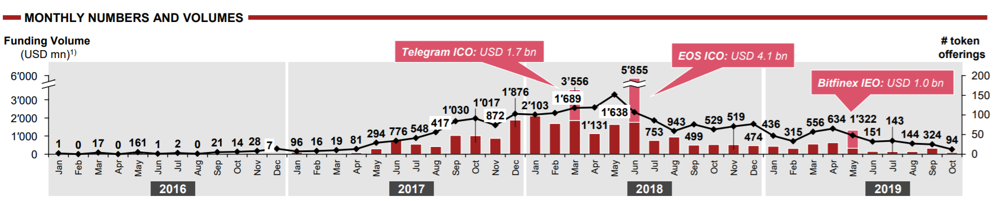 MONTHLY NUMBERS AND VOLUMES
Funding Volume
(USD mn)1)
# token
offerings
Telegram ICO: USD 1.7 bn
EOS ICO: USD 4.1 bn
Bitfinex IEO: USD 1.0 bn
6’000
3’000
2’000
1’000
0
200
150
100
50
0
1 0 17 0 161 1 2 0 21 14 28 7
96 16 19 81 294 776 548 417 1’030 1’017 872 1’876
2’103 1’689 3’556 1’131 1’638 5’855 753 943 499 529 519 474
436 315 556 634 1’322 151 143 144 324 94
Jan Feb Mar Apr May Jun Jul Aug Sep Oct Nov Dec
Jan Feb Mar Apr May Jun Jul Aug Sep Oct Nov Dec
Jan Feb Mar Apr May Jun Jul Aug Sep Oct Nov Dec
Jan Feb Mar Apr May Jun Jul Aug Sep Oct
2016
2017
2018
2019